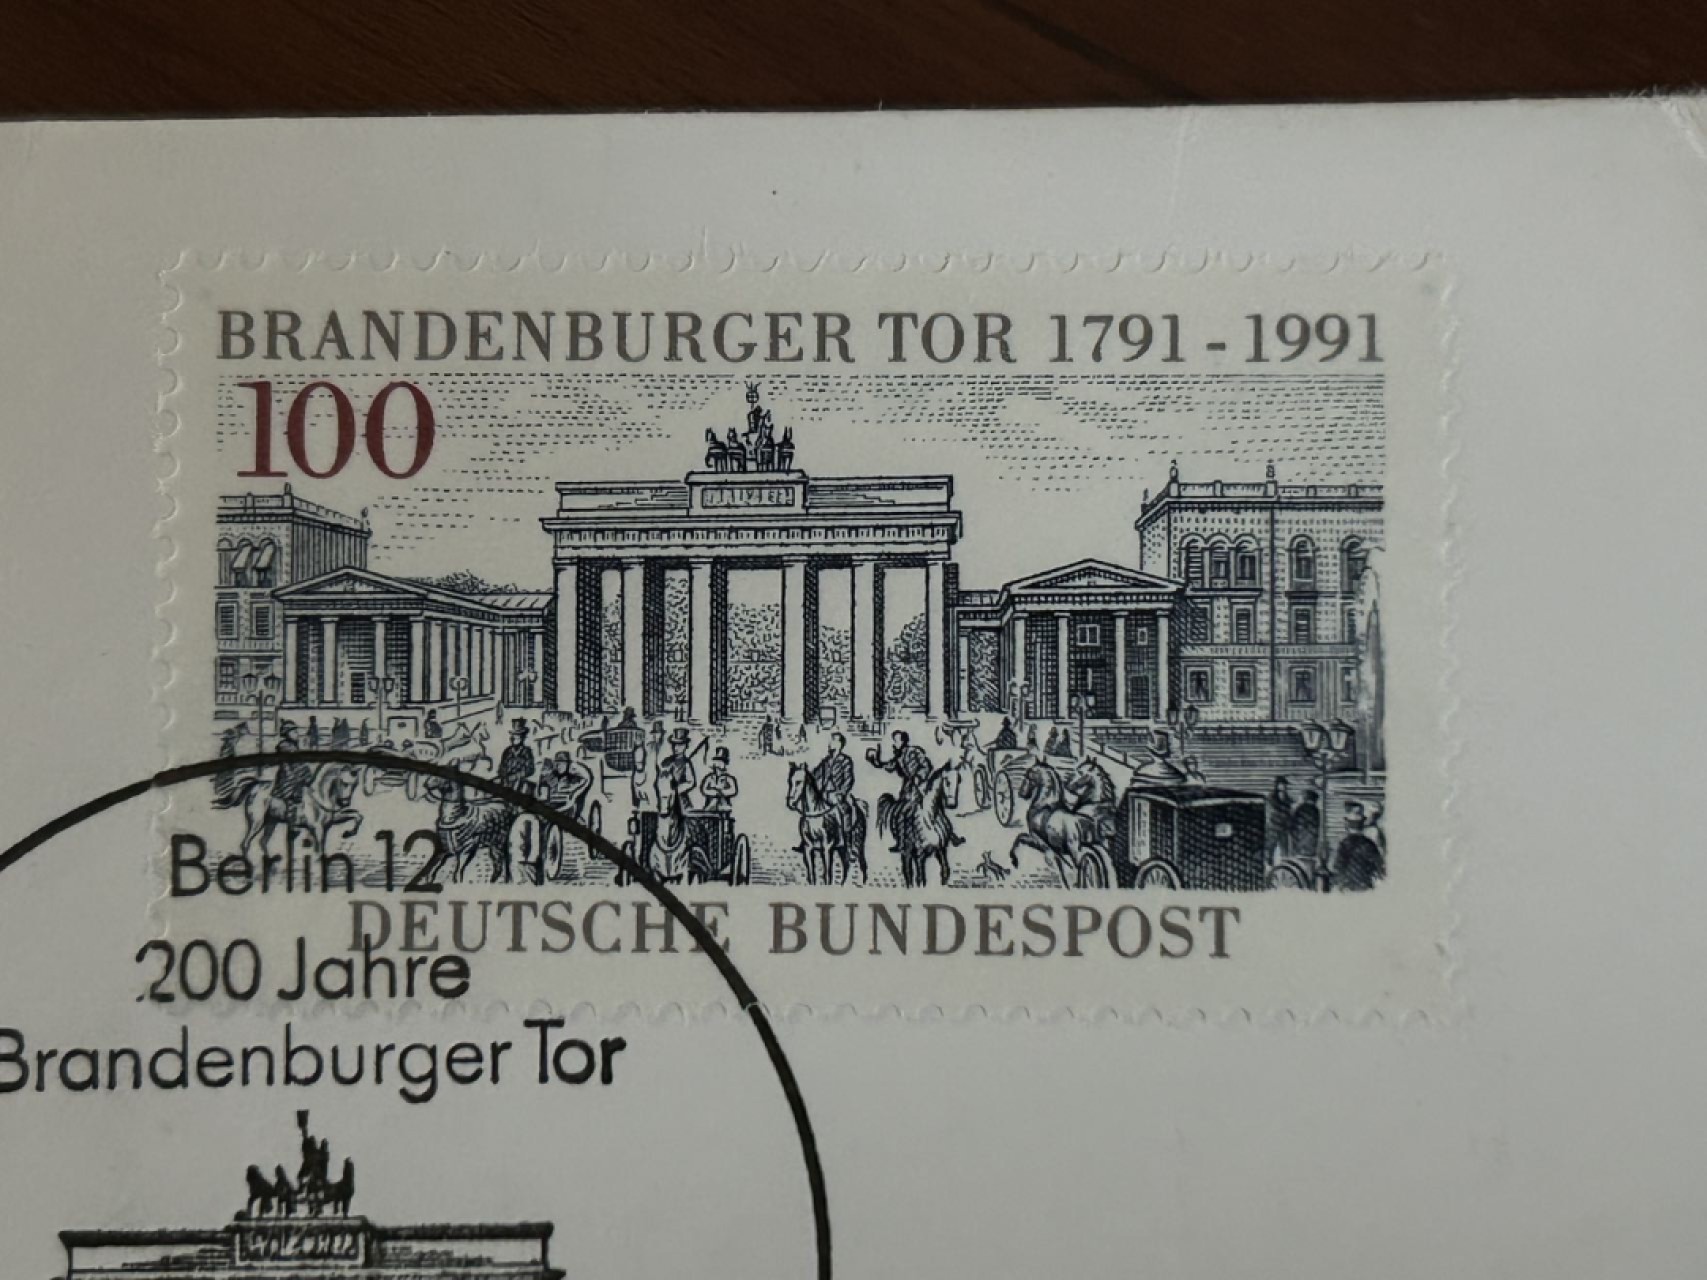 BRANDENBURGER TOR 1791 - 1991
100
Berlin 12
DEUTSCHE BUNDESPOST
200 Jahre
Brandenburger Tor